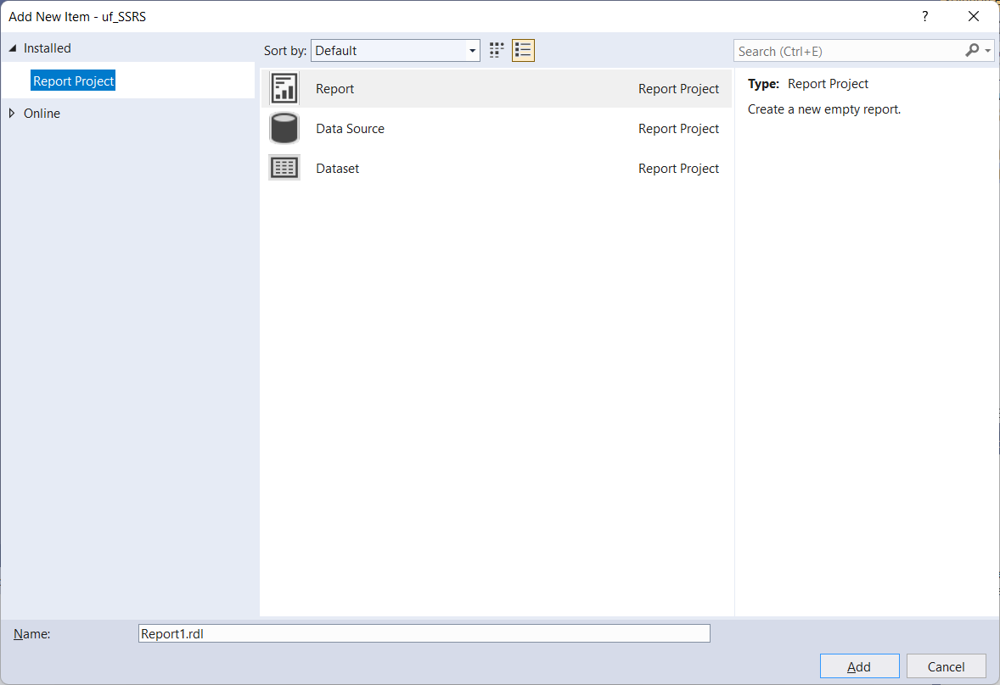 Add New Item - uf_SSRS
?
Installed
Report Project
Online
Sort by: Default
Search (Ctrl+E)
Report Report Project
Data Source Report Project
Dataset Report Project
Type: Report Project
Create a new empty report.
Name: Report1.rdl
Add Cancel